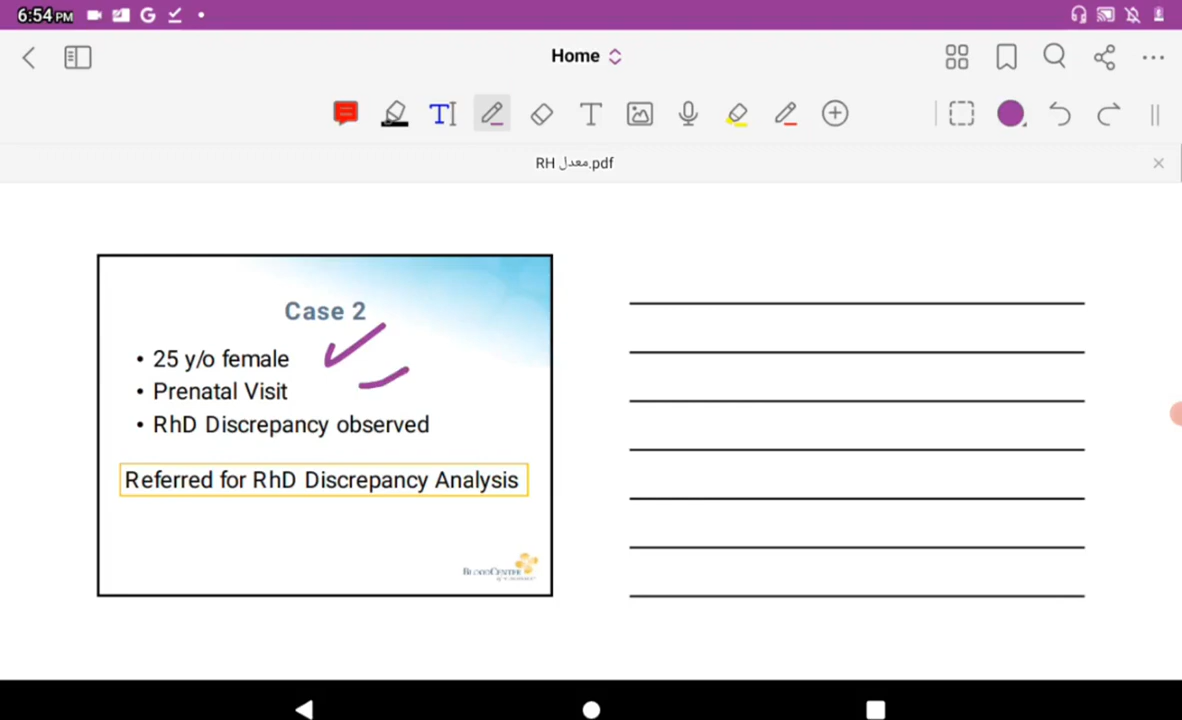 6:54 PM
Home
RH معدل.pdf
Case 2
• 25 y/o female
• Prenatal Visit
• RhD Discrepancy observed
Referred for RhD Discrepancy Analysis
BloodCenter